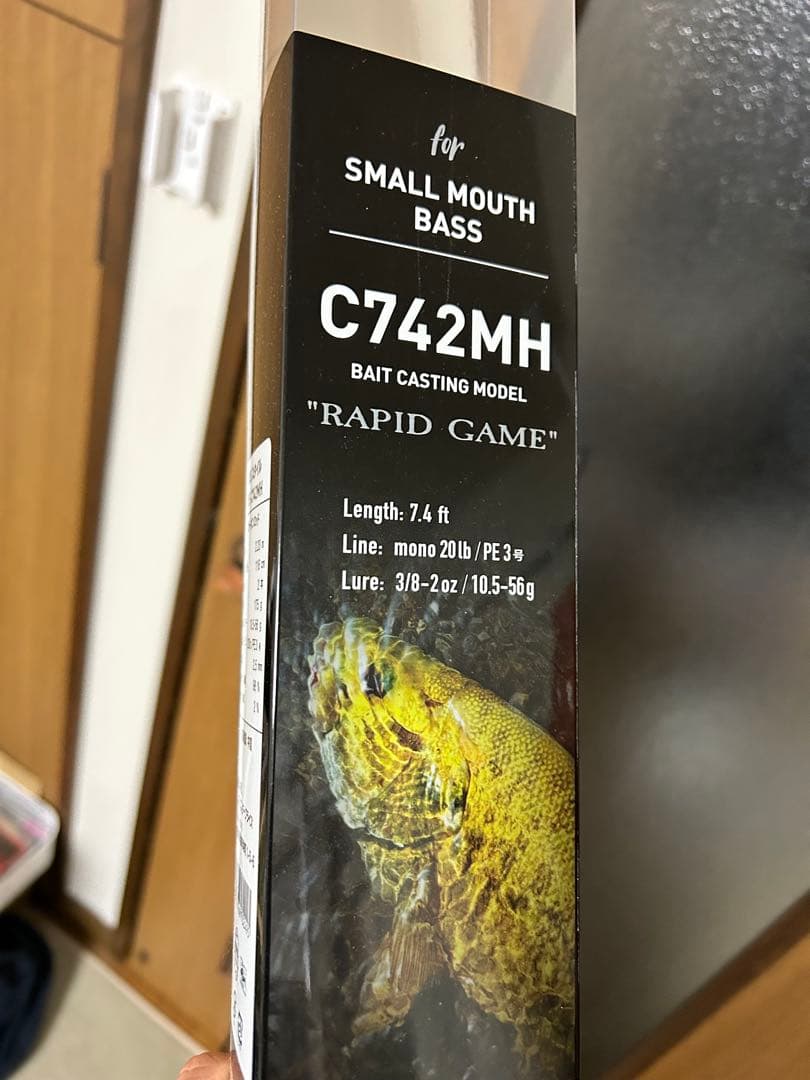 for
SMALL MOUTH
BASS
C742MH
BAIT CASTING MODEL
"RAPID GAME"
Length: 7.4 ft
Line: mono 20lb / PE 3号
Lure: 3/8-2oz / 10.5-56g